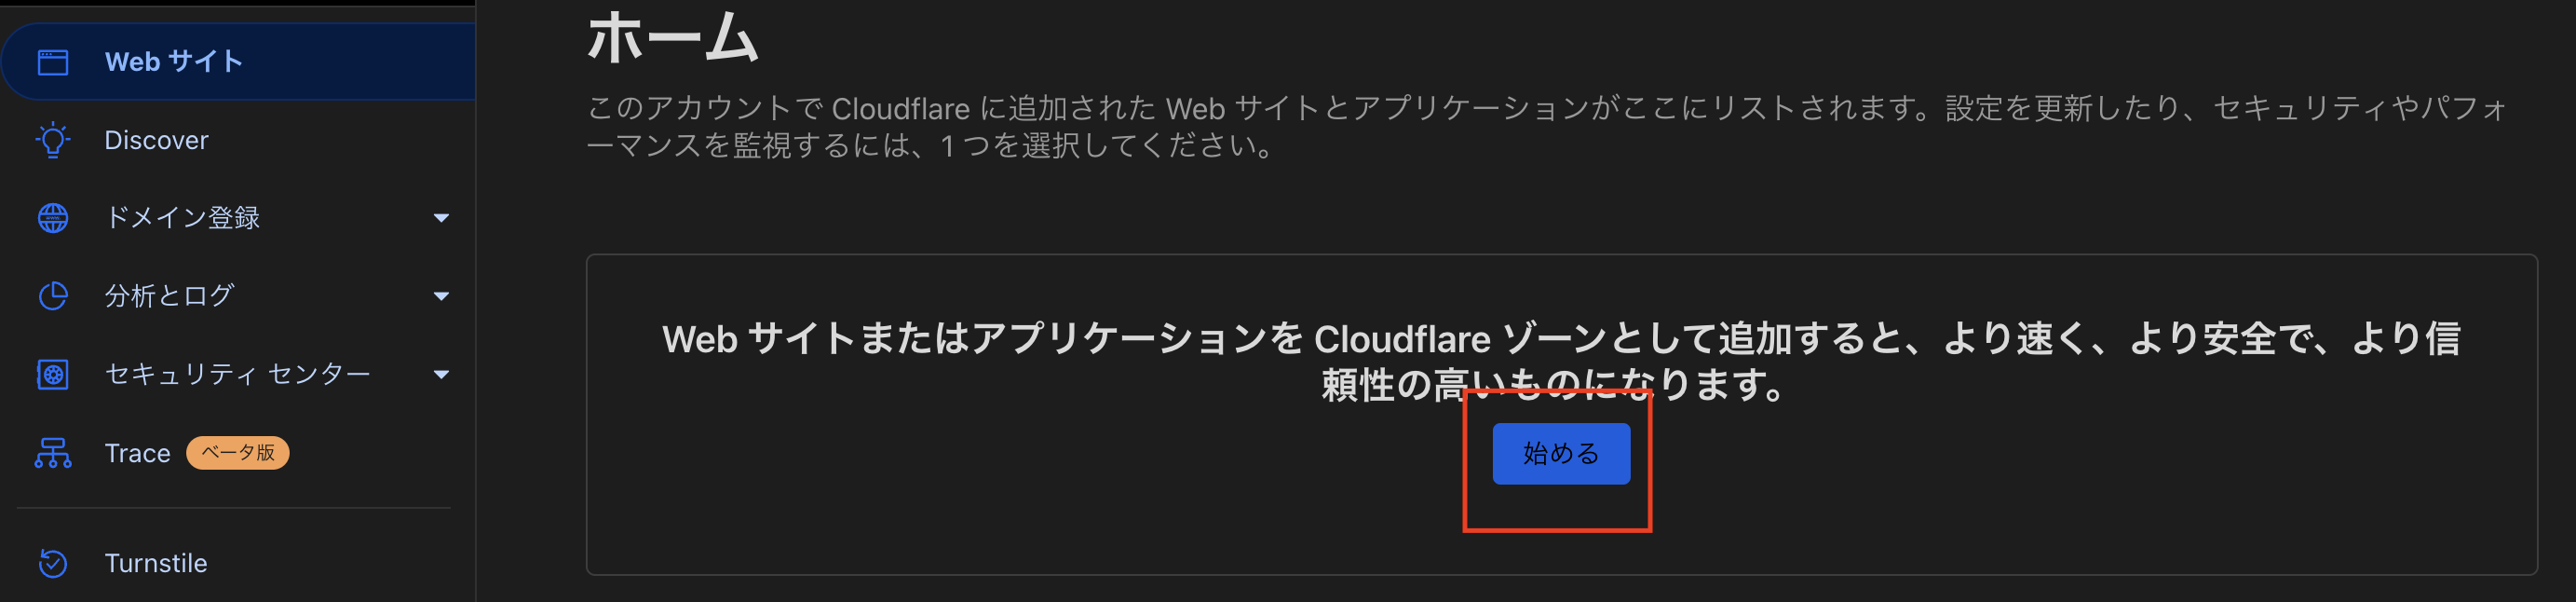 Web サイト
Discover
ドメイン登録
分析とログ
セキュリティ センター
Trace ベータ版
Turnstile
ホーム
このアカウントで Cloudflare に追加された Web サイトとアプリケーションがここにリストされます。設定を更新したり、セキュリティやパフォ
ーマンスを監視するには、1 つを選択してください。
Web サイトまたはアプリケーションを Cloudflare ゾーンとして追加すると、より速く、より安全で、より信
頼性の高いものになります。
始める